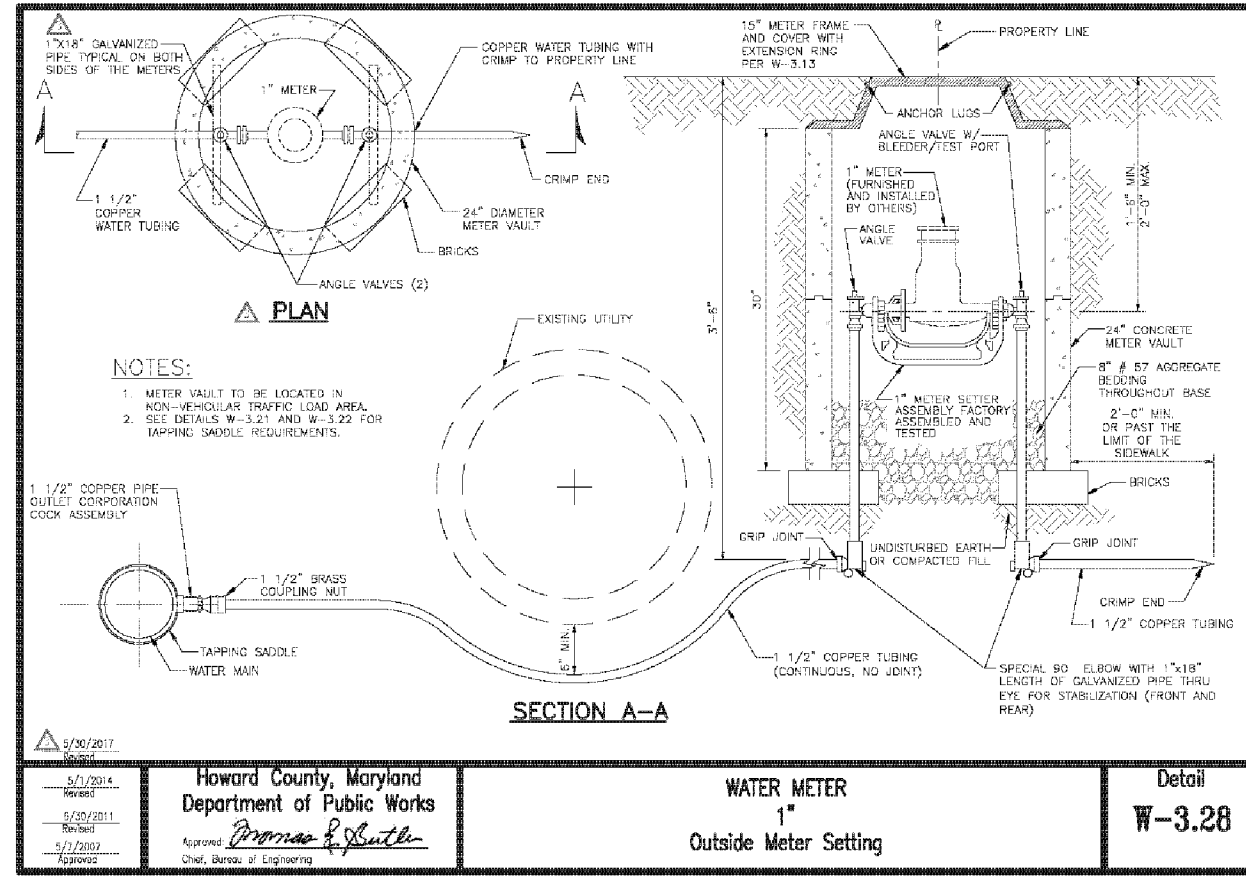 1"X18" GALVANIZED
PIPE TYPICAL ON BOTH
SIDES OF THE METERS
A
1" METER
COPPER WATER TUBING WITH
CRIMP TO PROPERTY LINE
A
1 1/2"
COPPER
WATER TUBING
CRIMP END
24" DIAMETER
METER VAULT
BRICKS
ANGLE VALVES (2)
PLAN
15" METER FRAME
AND COVER WITH
EXTENSION RING
PER W-3.13
PROPERTY LINE
ANCHOR LUGS
ANGLE VALVE W/
BLEEDER/TEST PORT
1" METER
(FURNISHED
AND INSTALLED
BY OTHERS)
ANGLE
VALVE
1'-6" MIN.
2'-0" MAX.
3'-6"
30"
24" CONCRETE
METER VAULT
8" # 57 AGGREGATE
BEDDING
THROUGHOUT BASE
1" METER SETTER
ASSEMBLY FACTORY
ASSEMBLED AND
TESTED
2'-0" MIN.
OR PAST THE
LIMIT OF THE
SIDEWALK
BRICKS
GRIP JOINT
UNDISTURBED EARTH
OR COMPACTED FILL
GRIP JOINT
CRIMP END
1 1/2" COPPER TUBING
SPECIAL 90 ELBOW WITH 1"x18"
LENGTH OF GALVANIZED PIPE THRU
EYE FOR STABILIZATION (FRONT AND
REAR)
EXISTING UTILITY
NOTES:
1. METER VAULT TO BE LOCATED IN
NON-VEHICULAR TRAFFIC LOAD AREA.
2. SEE DETAILS W-3.21 AND W-3.22 FOR
TAPPING SADDLE REQUIREMENTS.
1 1/2" COPPER PIPE
OUTLET CORPORATION
COCK ASSEMBLY
1 1/2" BRASS
COUPLING NUT
TAPPING SADDLE
WATER MAIN
6" MIN.
1 1/2" COPPER TUBING
(CONTINUOUS, NO JOINT)
SECTION A-A
5/30/2017
Revised
5/1/2014
Revised
6/30/2011
Revised
5/7/2007
Approved
Howard County, Maryland
Department of Public Works
Approved: Thomas E. Butler
Chief, Bureau of Engineering
WATER METER
1"
Outside Meter Setting
Detail
W-3.28